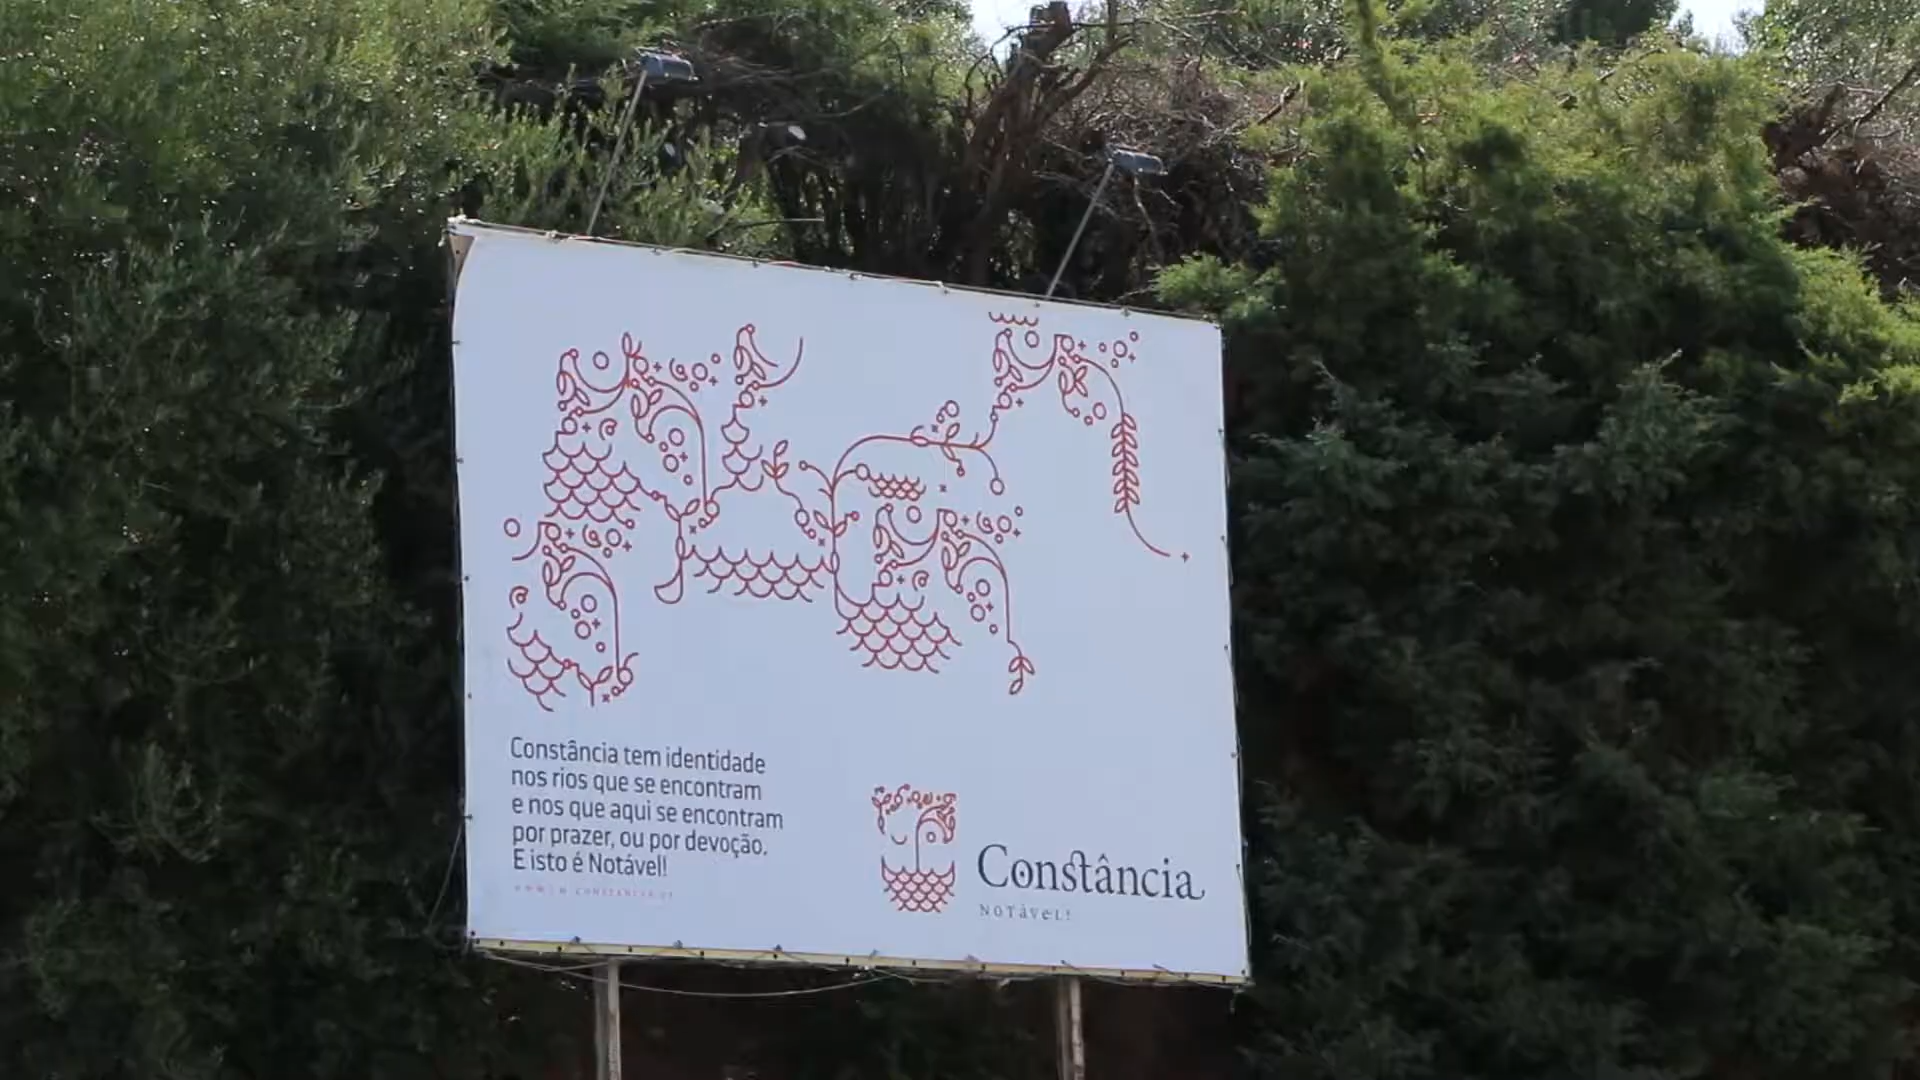 Constância tem identidade
nos rios que se encontram
e nos que aqui se encontram
por prazer, ou por devoção.
E isto é Notável!
Constância
NOTáVeL!